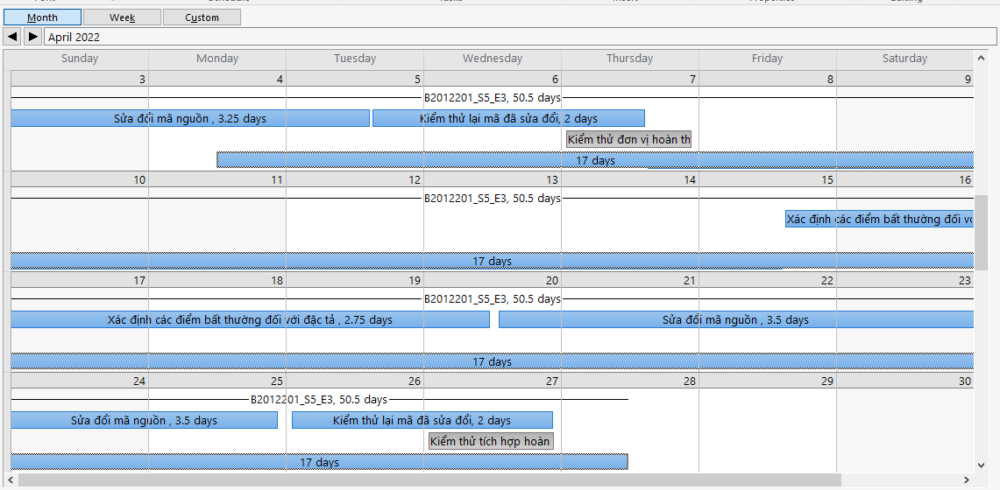 Month Week Custom
April 2022
Sunday Monday Tuesday Wednesday Thursday Friday Saturday
3 4 5 6 7 8 9
B2012201_S5_E3, 50.5 days
Sửa đổi mã nguồn , 3.25 days Kiểm thử lại mã đã sửa đổi, 2 days
Kiểm thử đơn vị hoàn th
17 days
10 11 12 13 14 15 16
B2012201_S5_E3, 50.5 days
Xác định các điểm bất thường đối vớ
17 days
17 18 19 20 21 22 23
B2012201_S5_E3, 50.5 days
Xác định các điểm bất thường đối với đặc tả , 2.75 days Sửa đổi mã nguồn , 3.5 days
17 days
24 25 26 27 28 29 30
B2012201_S5_E3, 50.5 days
Sửa đổi mã nguồn , 3.5 days Kiểm thử lại mã đã sửa đổi, 2 days
Kiểm thử tích hợp hoàn
17 days